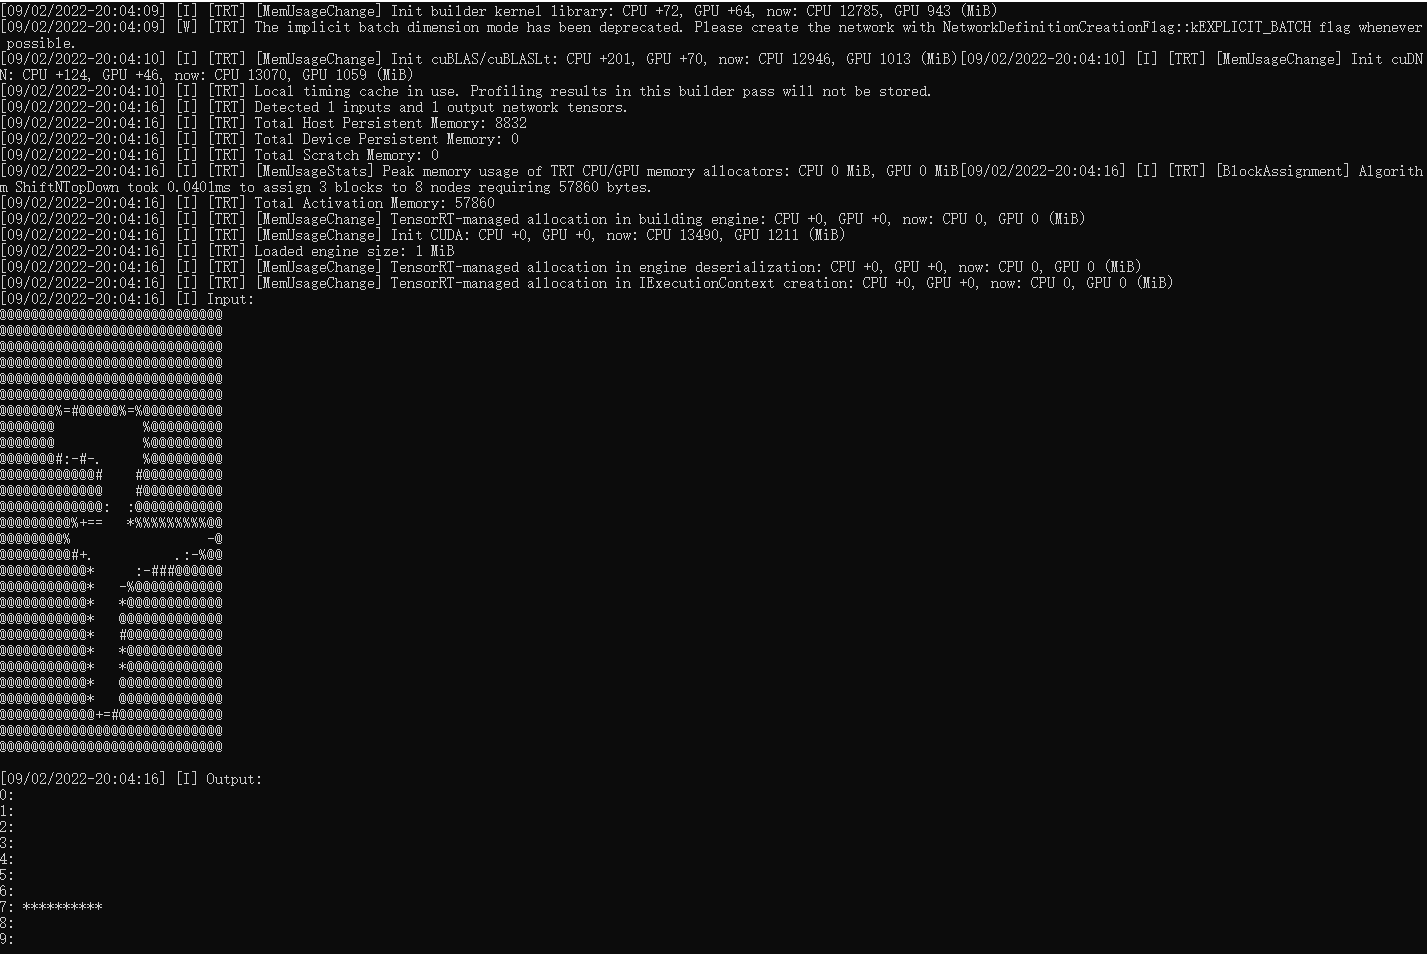 [09/02/2022-20:04:09] [I] [TRT] [MemUsageChange] Init builder kernel library: CPU +72, GPU +64, now: CPU 12785, GPU 943 (MiB)
[09/02/2022-20:04:09] [W] [TRT] The implicit batch dimension mode has been deprecated. Please create the network with NetworkDefinitionCreationFlag::kEXPLICIT_BATCH flag whenever
 possible.
[09/02/2022-20:04:10] [I] [TRT] [MemUsageChange] Init cuBLAS/cuBLASLt: CPU +201, GPU +70, now: CPU 12946, GPU 1013 (MiB)[09/02/2022-20:04:10] [I] [TRT] [MemUsageChange] Init cuDN
N: CPU +124, GPU +46, now: CPU 13070, GPU 1059 (MiB)
[09/02/2022-20:04:10] [I] [TRT] Local timing cache in use. Profiling results in this builder pass will not be stored.
[09/02/2022-20:04:16] [I] [TRT] Detected 1 inputs and 1 output network tensors.
[09/02/2022-20:04:16] [I] [TRT] Total Host Persistent Memory: 8832
[09/02/2022-20:04:16] [I] [TRT] Total Device Persistent Memory: 0
[09/02/2022-20:04:16] [I] [TRT] Total Scratch Memory: 0
[09/02/2022-20:04:16] [I] [TRT] [MemUsageStats] Peak memory usage of TRT CPU/GPU memory allocators: CPU 0 MiB, GPU 0 MiB[09/02/2022-20:04:16] [I] [TRT] [BlockAssignment] Algorith
m ShiftNTopDown took 0.0401ms to assign 3 blocks to 8 nodes requiring 57860 bytes.
[09/02/2022-20:04:16] [I] [TRT] Total Activation Memory: 57860
[09/02/2022-20:04:16] [I] [TRT] [MemUsageChange] TensorRT-managed allocation in building engine: CPU +0, GPU +0, now: CPU 0, GPU 0 (MiB)
[09/02/2022-20:04:16] [I] [TRT] [MemUsageChange] Init CUDA: CPU +0, GPU +0, now: CPU 13490, GPU 1211 (MiB)
[09/02/2022-20:04:16] [I] [TRT] Loaded engine size: 1 MiB
[09/02/2022-20:04:16] [I] [TRT] [MemUsageChange] TensorRT-managed allocation in engine deserialization: CPU +0, GPU +0, now: CPU 0, GPU 0 (MiB)
[09/02/2022-20:04:16] [I] [TRT] [MemUsageChange] TensorRT-managed allocation in IExecutionContext creation: CPU +0, GPU +0, now: CPU 0, GPU 0 (MiB)
[09/02/2022-20:04:16] [I] Input:
@@@@@@@@@@@@@@@@@@@@@@@@@@@@
@@@@@@@@@@@@@@@@@@@@@@@@@@@@
@@@@@@@@@@@@@@@@@@@@@@@@@@@@
@@@@@@@@@@@@@@@@@@@@@@@@@@@@
@@@@@@@@@@@@@@@@@@@@@@@@@@@@
@@@@@@@@@@@@@@@@@@@@@@@@@@@@
@@@@@@@%=#@@@@@%=%@@@@@@@@@@
@@@@@@@           %@@@@@@@@@
@@@@@@@           %@@@@@@@@@
@@@@@@@#:-#-.     %@@@@@@@@@
@@@@@@@@@@@@#    #@@@@@@@@@@
@@@@@@@@@@@@@    #@@@@@@@@@@
@@@@@@@@@@@@@:  :@@@@@@@@@@@
@@@@@@@@@%+==   *%%%%%%%%%@@
@@@@@@@@%                 -@
@@@@@@@@@#+.          .:-%@@
@@@@@@@@@@@*     :-###@@@@@@
@@@@@@@@@@@*   -%@@@@@@@@@@@
@@@@@@@@@@@*   *@@@@@@@@@@@@
@@@@@@@@@@@*   @@@@@@@@@@@@@
@@@@@@@@@@@*   #@@@@@@@@@@@@
@@@@@@@@@@@*   *@@@@@@@@@@@@
@@@@@@@@@@@*   *@@@@@@@@@@@@
@@@@@@@@@@@*   @@@@@@@@@@@@@
@@@@@@@@@@@*   @@@@@@@@@@@@@
@@@@@@@@@@@@+=#@@@@@@@@@@@@@
@@@@@@@@@@@@@@@@@@@@@@@@@@@@
@@@@@@@@@@@@@@@@@@@@@@@@@@@@
[09/02/2022-20:04:16] [I] Output:
0:
1:
2:
3:
4:
5:
6:
7: **********
8:
9: